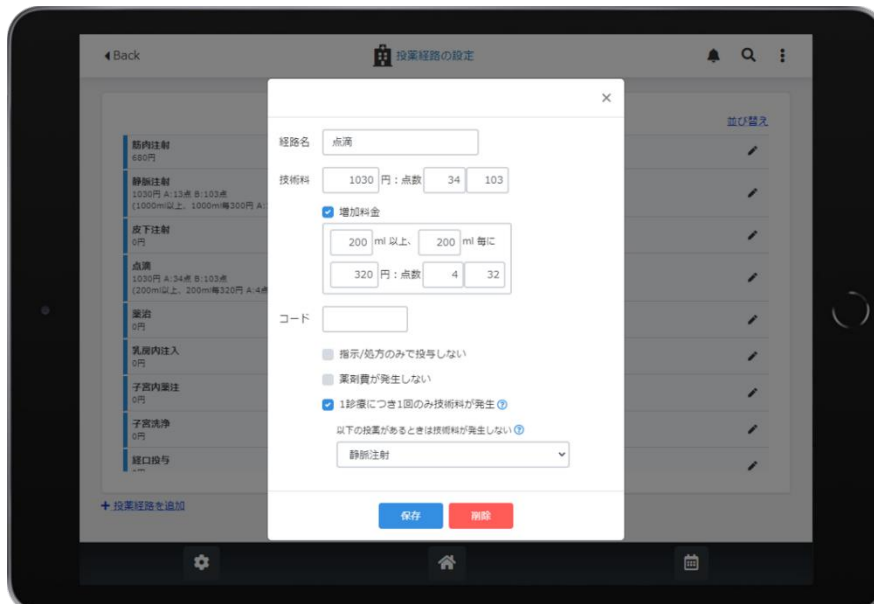 Back
投薬経路の設定
並び替え
筋肉注射
680円
静脈注射
1030円 A:13点 B:103点
(1000ml以上、1000ml毎300円 A:
皮下注射
0円
点滴
1030円 A:34点 B:103点
(200ml以上、200ml毎320円 A:4点
薬治
0円
乳房内注入
0円
子宮内薬注
0円
子宮洗浄
0円
経口投与
+ 投薬経路を追加
×
経路名 点滴
技術料 1030 円：点数 34 103
増加料金
200 ml 以上、 200 ml 毎に
320 円：点数 4 32
コード
指示/処方のみで投与しない
薬剤費が発生しない
1診療につき1回のみ技術料が発生 ?
以下の投薬があるときは技術料が発生しない ?
静脈注射
保存 削除